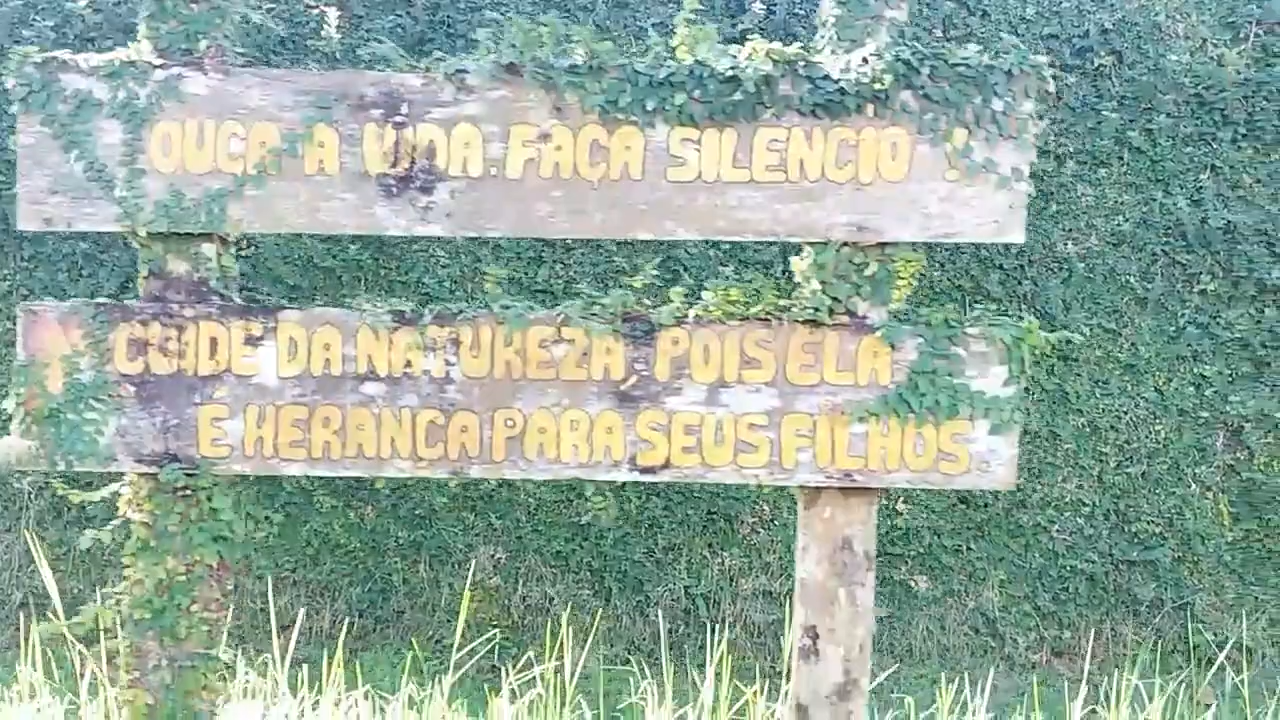 OUÇA A VIDA. FAÇA SILENCIO !
CUIDE DA NATUREZA, POIS ELA
É HERANÇA PARA SEUS FILHOS.